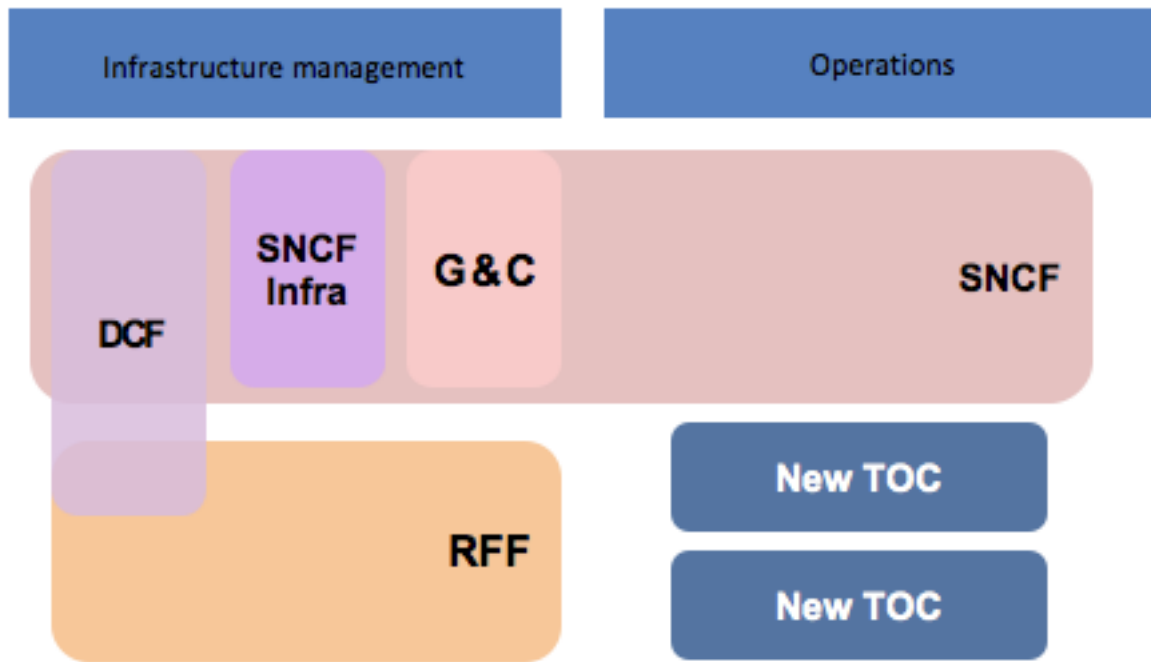 Infrastructure management
Operations
SNCF
Infra
G & C
SNCF
DCF
New TOC
RFF
New TOC